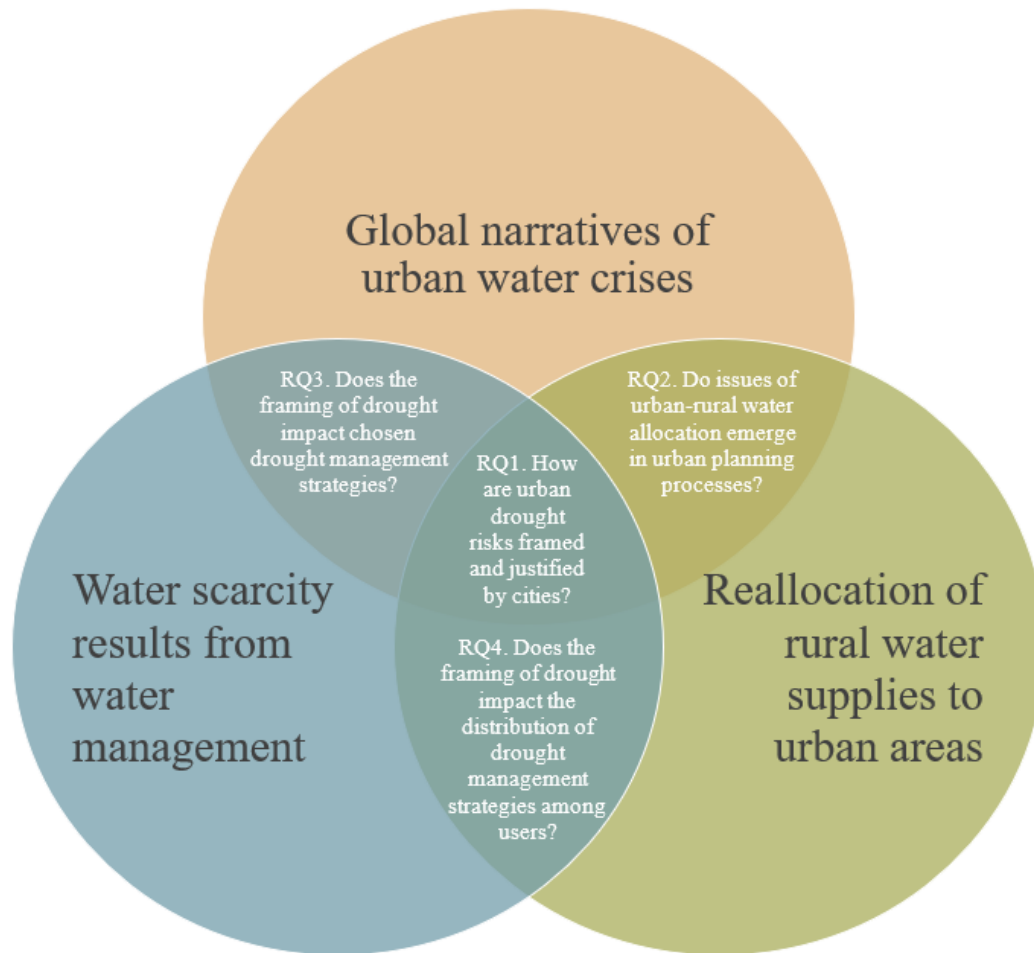 Global narratives of
urban water crises
RQ3. Does the
framing of drought
impact chosen
drought management
strategies?
RQ2. Do issues of
urban-rural water
allocation emerge
in urban planning
processes?
RQ1. How
are urban
drought
risks framed
and justified
by cities?
Water scarcity
results from
water
management
Reallocation of
rural water
supplies to
urban areas
RQ4. Does the
framing of drought
impact the
distribution of
drought
management
strategies among
users?